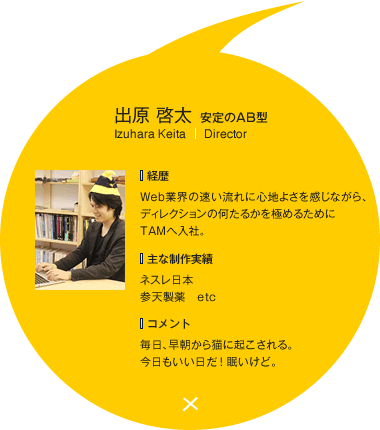 出原 啓太 安定のAB型
Izuhara Keita | Director
経歴
Web業界の速い流れに心地よさを感じながら、
ディレクションの何たるかを極めるために
TAMへ入社。
主な制作実績
ネスレ日本
参天製薬 etc
コメント
毎日、早朝から猫に起こされる。
今日もいい日だ！眠いけど。